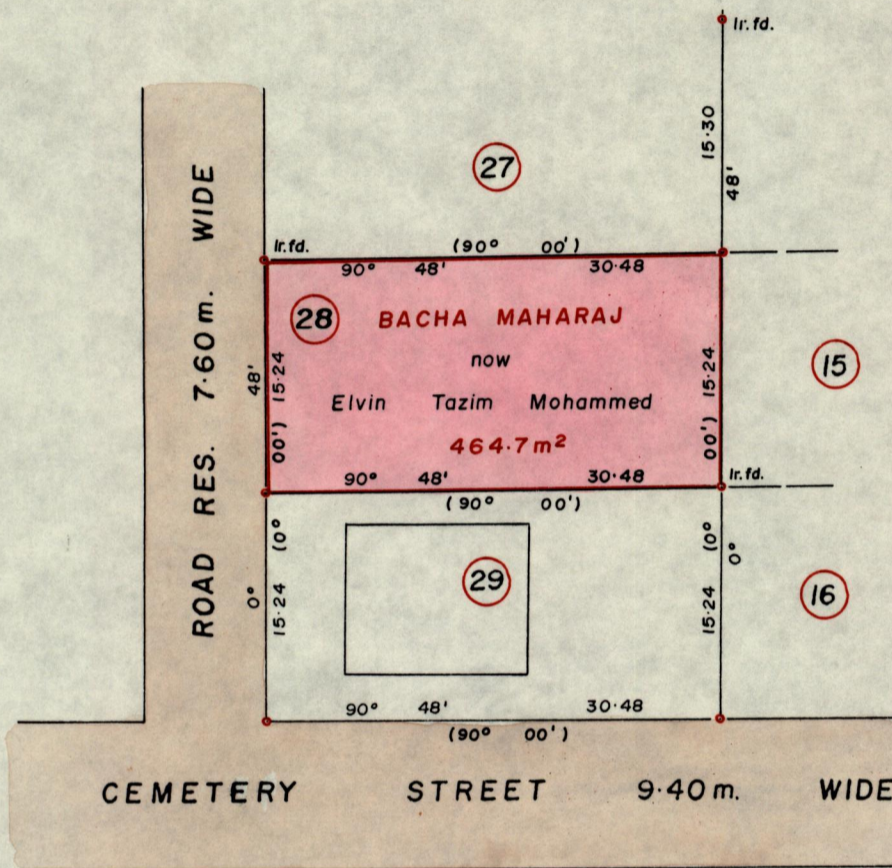 Ir. fd.
15·30
48'
27
ROAD RES. 7·60 m. WIDE
Ir. fd.
(90° 00')
90° 48' 30·48
28
BACHA MAHARAJ
now
Elvin Tazim Mohammed
464·7 m²
48'
15·24
00')
15·24
00')
15
90° 48' 30·48
Ir. fd.
(90° 00')
0°
15·24
(0°
29
15·24
(0°
0°
16
90° 48' 30·48
(90° 00')
CEMETERY STREET 9·40 m. WIDE